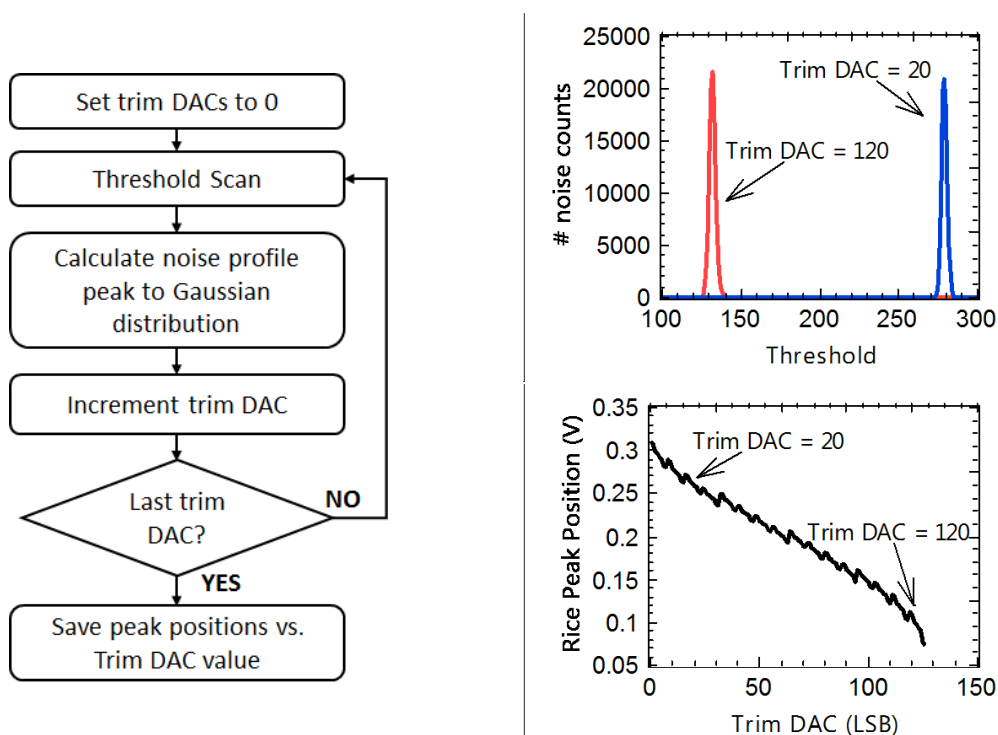 Set trim DACs to 0
Threshold Scan
Calculate noise profile
peak to Gaussian
distribution
Increment trim DAC
Last trim
DAC?
NO
YES
Save peak positions vs.
Trim DAC value
25000
20000
15000
10000
5000
0
# noise counts
Trim DAC = 20
Trim DAC = 120
100
150
200
250
300
Threshold
0.35
0.3
0.25
0.2
0.15
0.1
0.05
Rice Peak Position (V)
Trim DAC = 20
Trim DAC = 120
0
50
100
150
Trim DAC (LSB)